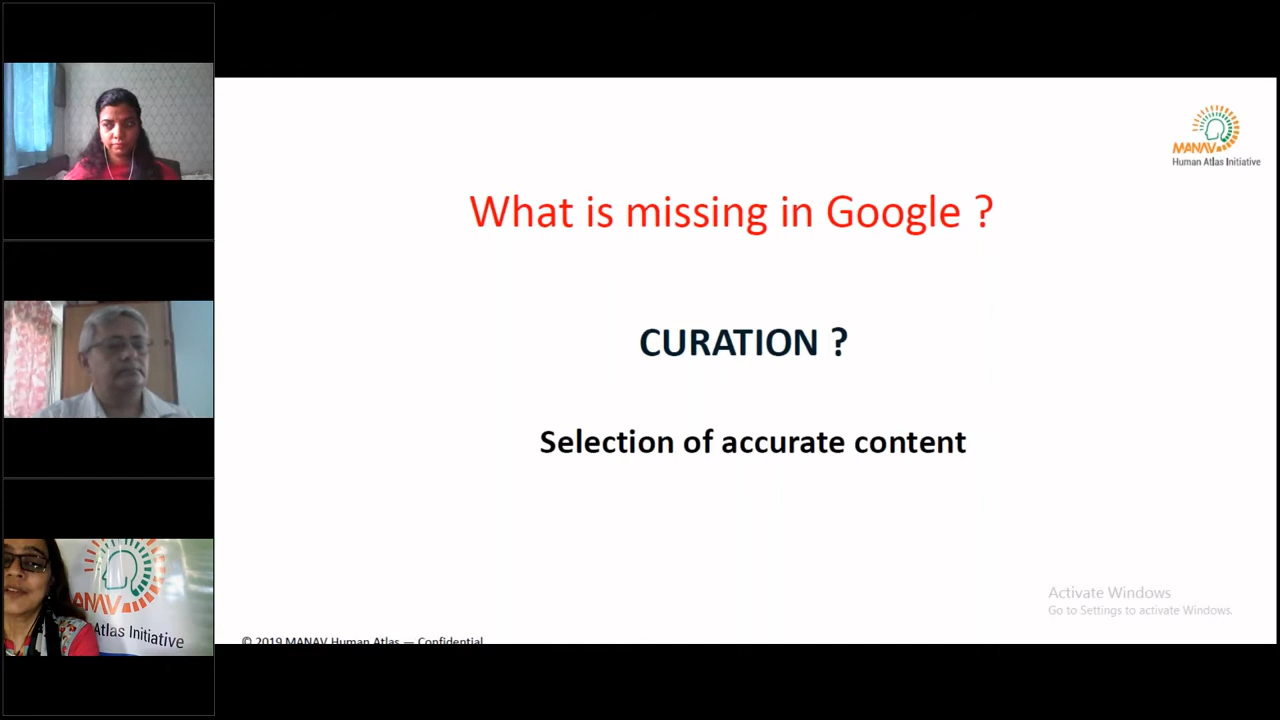 MANAV
Human Atlas Initiative
What is missing in Google ?
CURATION ?
Selection of accurate content
Activate Windows
Go to Settings to activate Windows.
© 2019 MANAV Human Atlas — Confidential
MANAV
Atlas Initiative